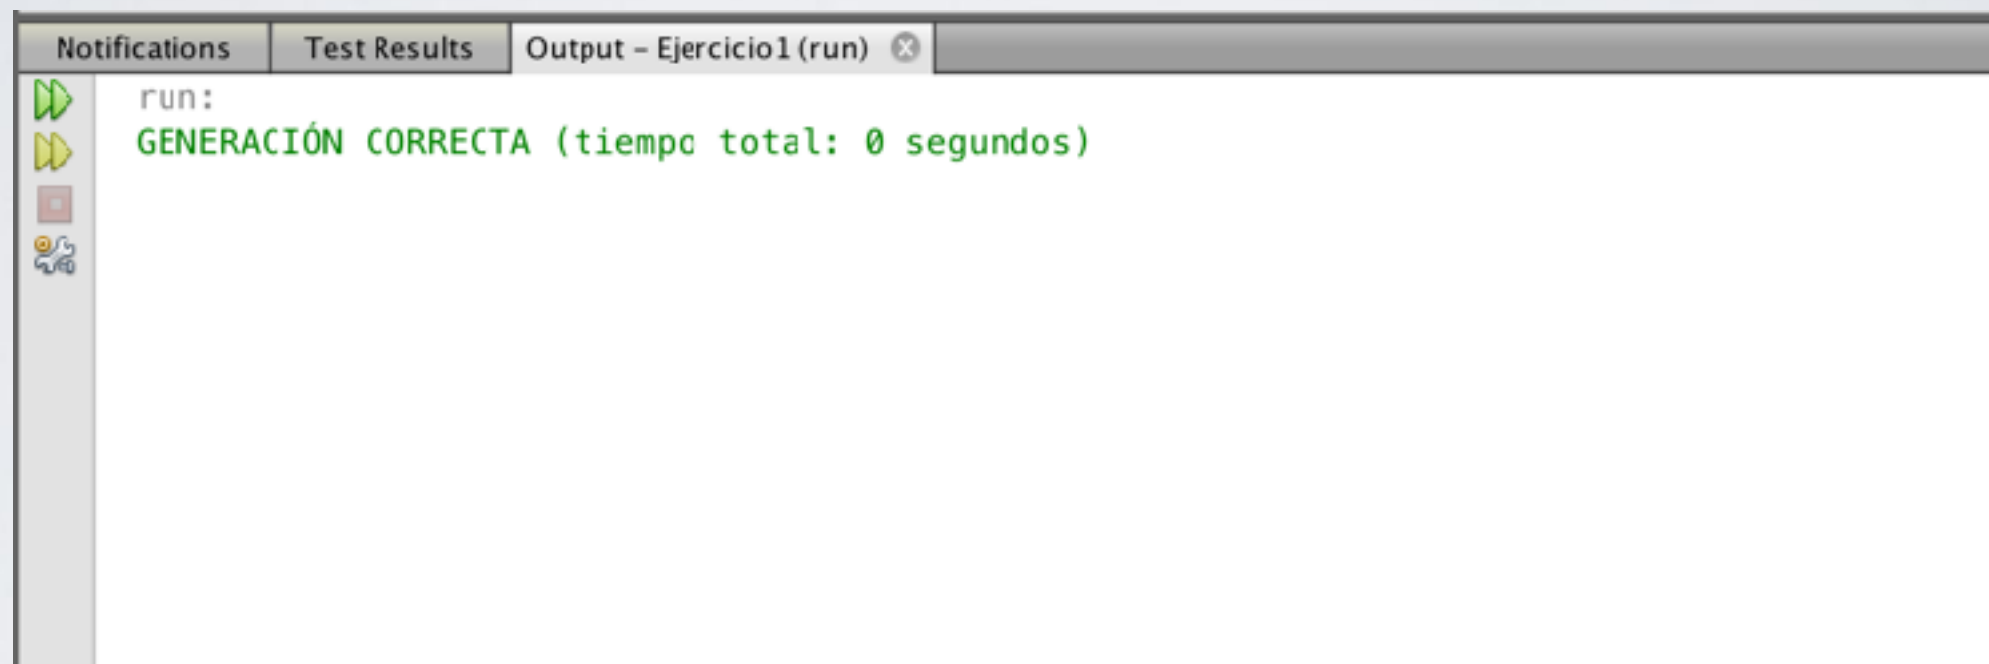 Notifications Test Results Output – Ejercicio1 (run)
run:
GENERACIÓN CORRECTA (tiempo total: 0 segundos)